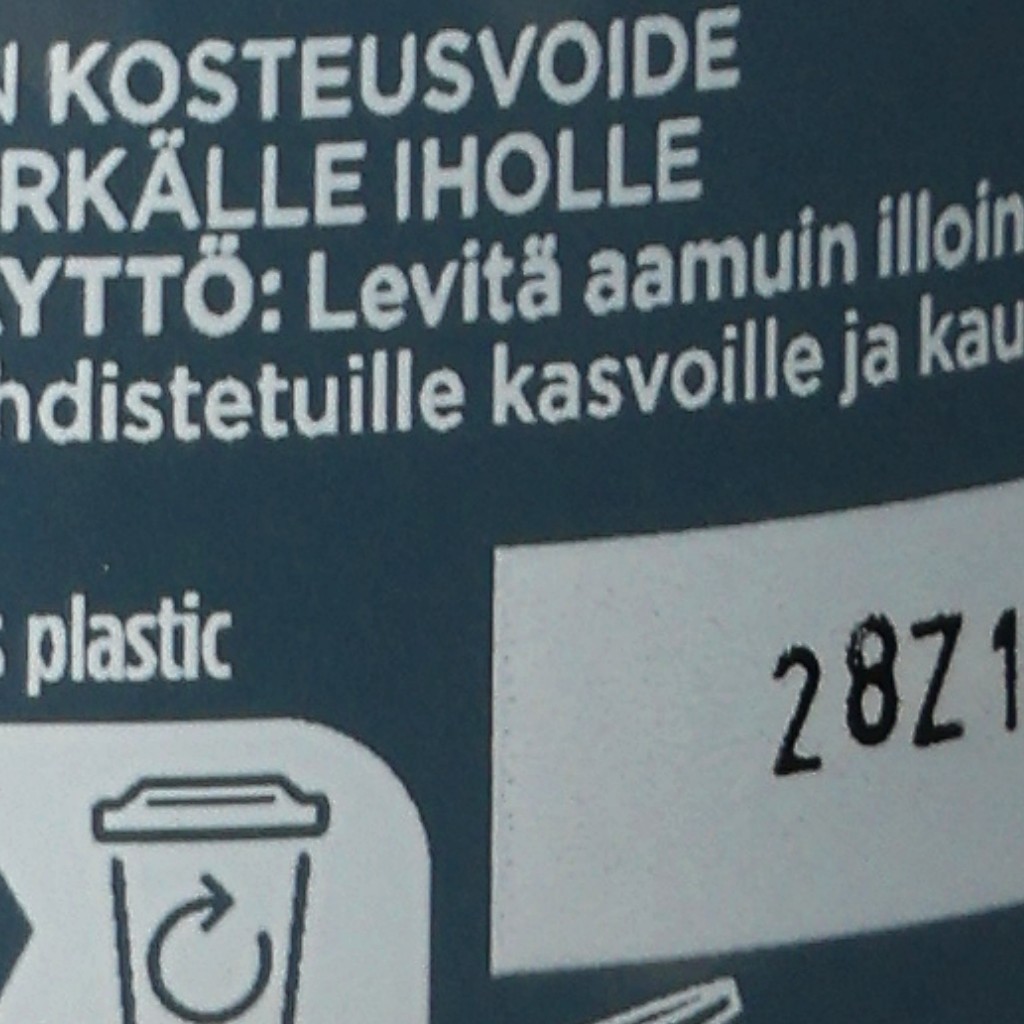 N KOSTEUSVOIDE
RKÄLLE IHOLLE
YTTÖ: Levitä aamuin illoin
hdistetuille kasvoille ja kau
s plastic
28Z1